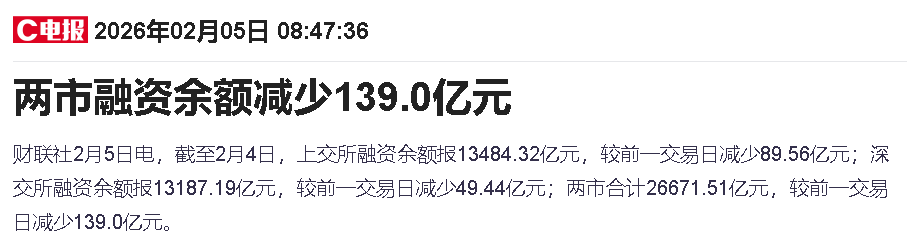 C电报 2026年02月05日 08:47:36
两市融资余额减少139.0亿元
财联社2月5日电，截至2月4日，上交所融资余额报13484.32亿元，较前一交易日减少89.56亿元；深
交所融资余额报13187.19亿元，较前一交易日减少49.44亿元；两市合计26671.51亿元，较前一交易
日减少139.0亿元。